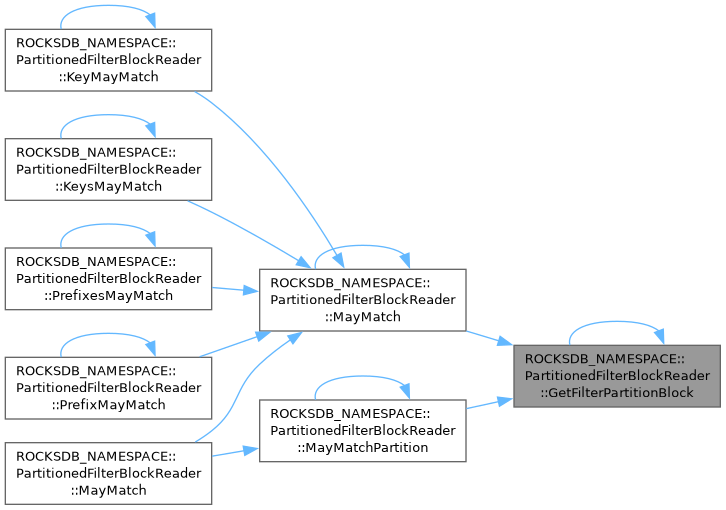 ROCKSDB_NAMESPACE::
PartitionedFilterBlockReader
::KeyMayMatch
ROCKSDB_NAMESPACE::
PartitionedFilterBlockReader
::KeysMayMatch
ROCKSDB_NAMESPACE::
PartitionedFilterBlockReader
::PrefixesMayMatch
ROCKSDB_NAMESPACE::
PartitionedFilterBlockReader
::PrefixMayMatch
ROCKSDB_NAMESPACE::
PartitionedFilterBlockReader
::MayMatch
ROCKSDB_NAMESPACE::
PartitionedFilterBlockReader
::MayMatch
ROCKSDB_NAMESPACE::
PartitionedFilterBlockReader
::MayMatchPartition
ROCKSDB_NAMESPACE::
PartitionedFilterBlockReader
::GetFilterPartitionBlock